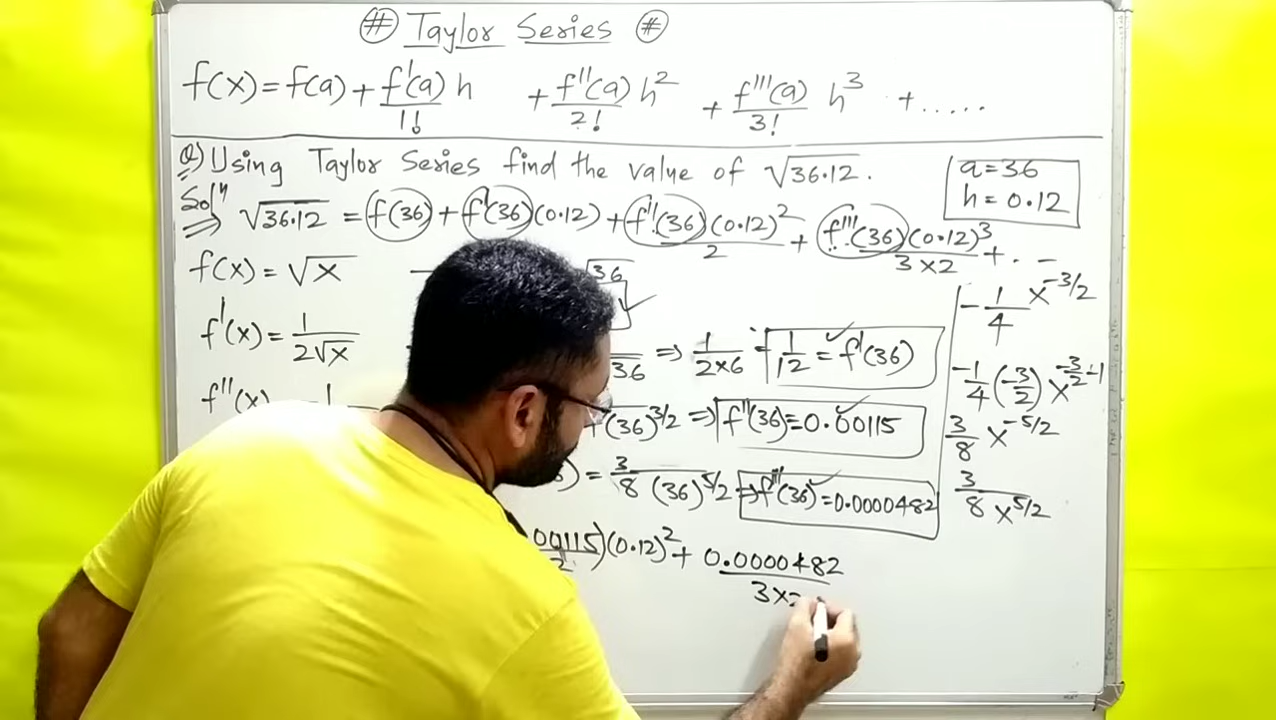 # Taylor Series #
f(x) = f(a) + f'(a)/1! h + f''(a)/2! h² + f'''(a)/3! h³ + .....
Q) Using Taylor Series find the value of √36.12.
a=36
h = 0.12
Solⁿ
⇒ √36.12 = f(36) + f'(36)(0.12) + f''(36)(0.12)²/2 + f'''(36)(0.12)³/3×2 + . - -
f(x) = √x √36 ✓
f'(x) = 1/2√x 36 ⇒ 1/2×6 = 1/12 = f'(36) ✓
f''(x) (36)^3/2 ⇒ f''(36) = 0.00115 ✓
) = 3/8 (36)^5/2 ⇒ f'''(36) = 0.0000482 ✓
00115)(0.12)² + 0.0000482/3×2
-1/4 x^-3/2
-1/4 (-3/2) x^-3/2-1
3/8 x^-5/2
3/8 x^5/2